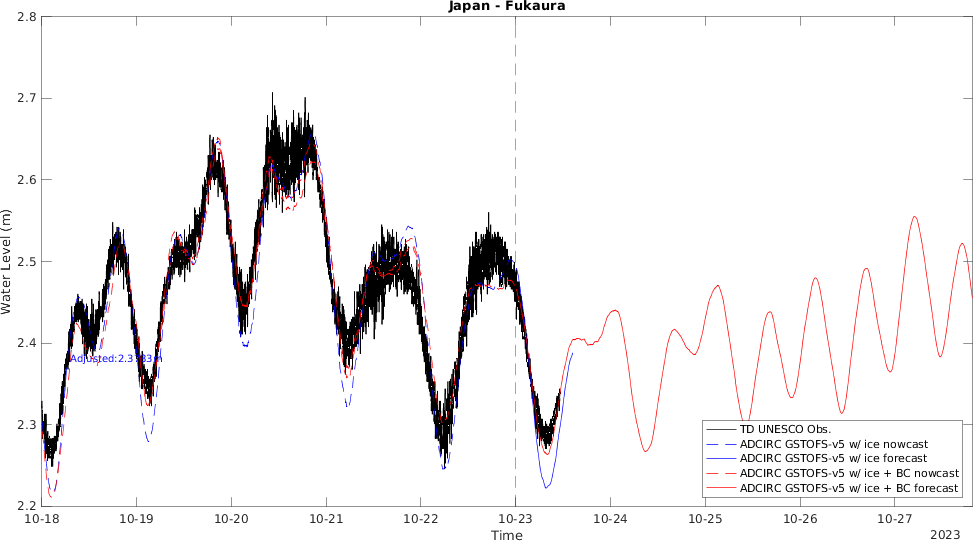 Japan - Fukaura
2.8
2.7
2.6
2.5
2.4
2.3
2.2
Water Level (m)
10-18 10-19 10-20 10-21 10-22 10-23 10-24 10-25 10-26 10-27
Time
2023
TD UNESCO Obs.
ADCIRC GSTOFS-v5 w/ ice nowcast
ADCIRC GSTOFS-v5 w/ ice forecast
ADCIRC GSTOFS-v5 w/ ice + BC nowcast
ADCIRC GSTOFS-v5 w/ ice + BC forecast